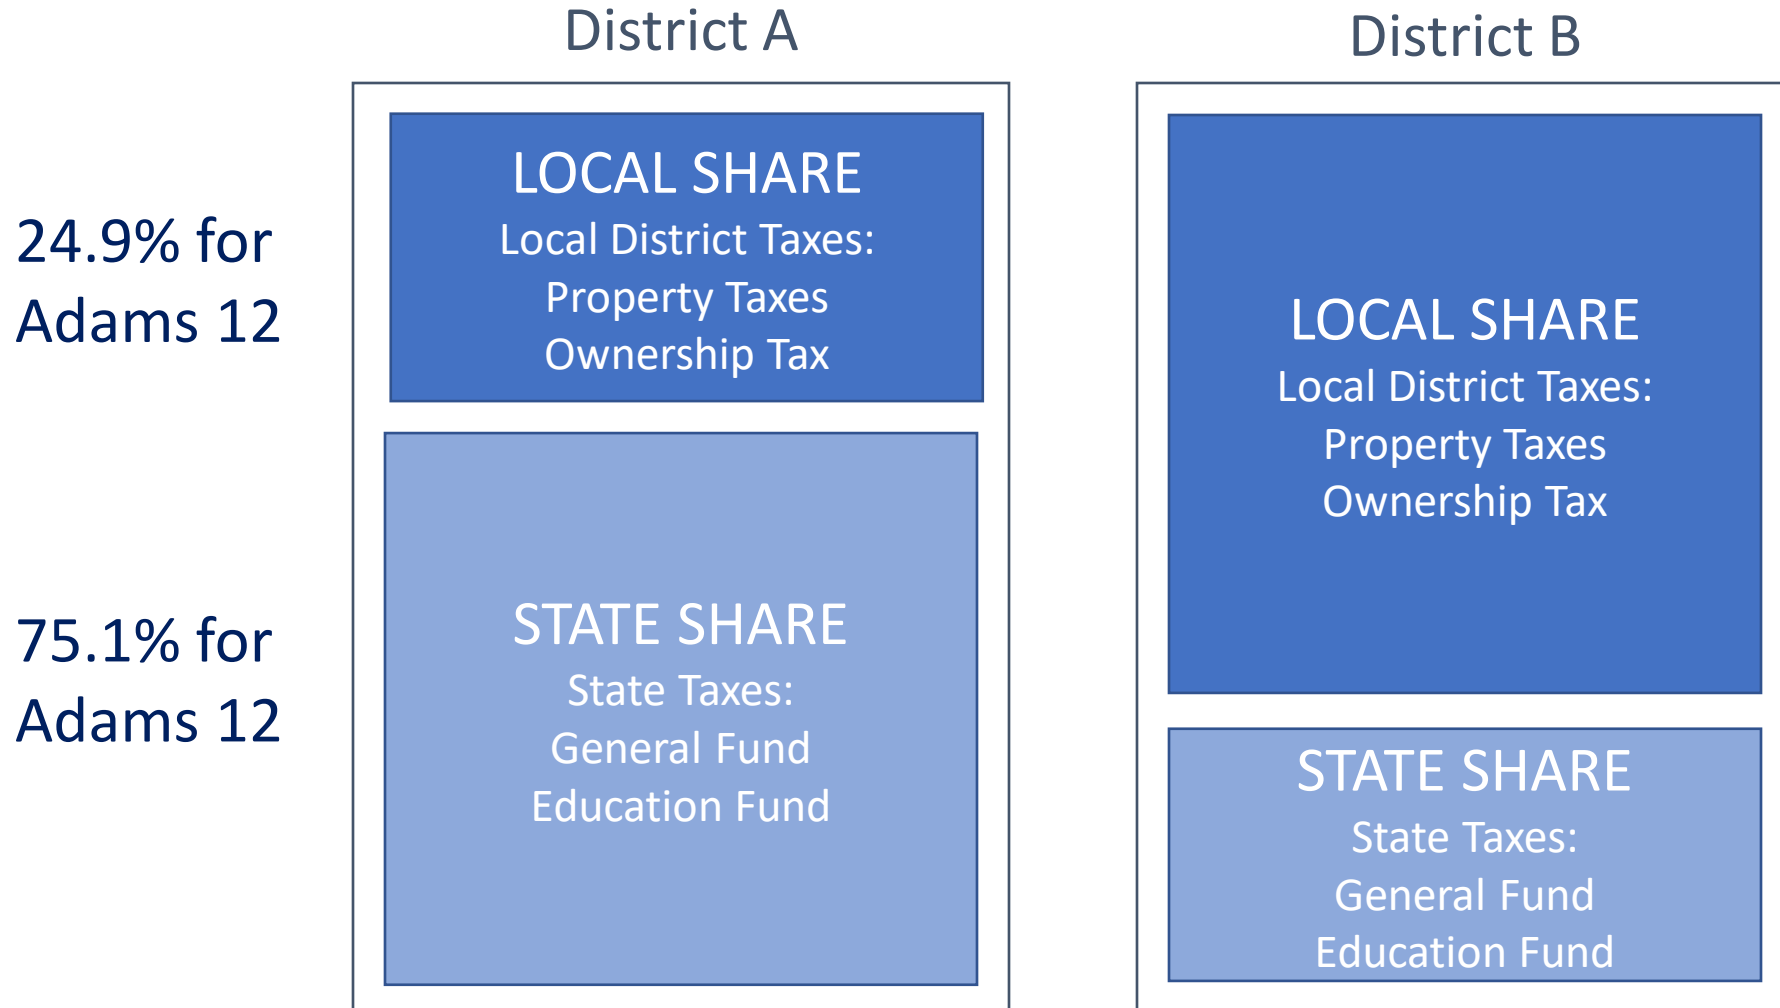 District A
District B
24.9% for
Adams 12
LOCAL SHARE
Local District Taxes:
Property Taxes
Ownership Tax
75.1% for
Adams 12
STATE SHARE
State Taxes:
General Fund
Education Fund
LOCAL SHARE
Local District Taxes:
Property Taxes
Ownership Tax
STATE SHARE
State Taxes:
General Fund
Education Fund